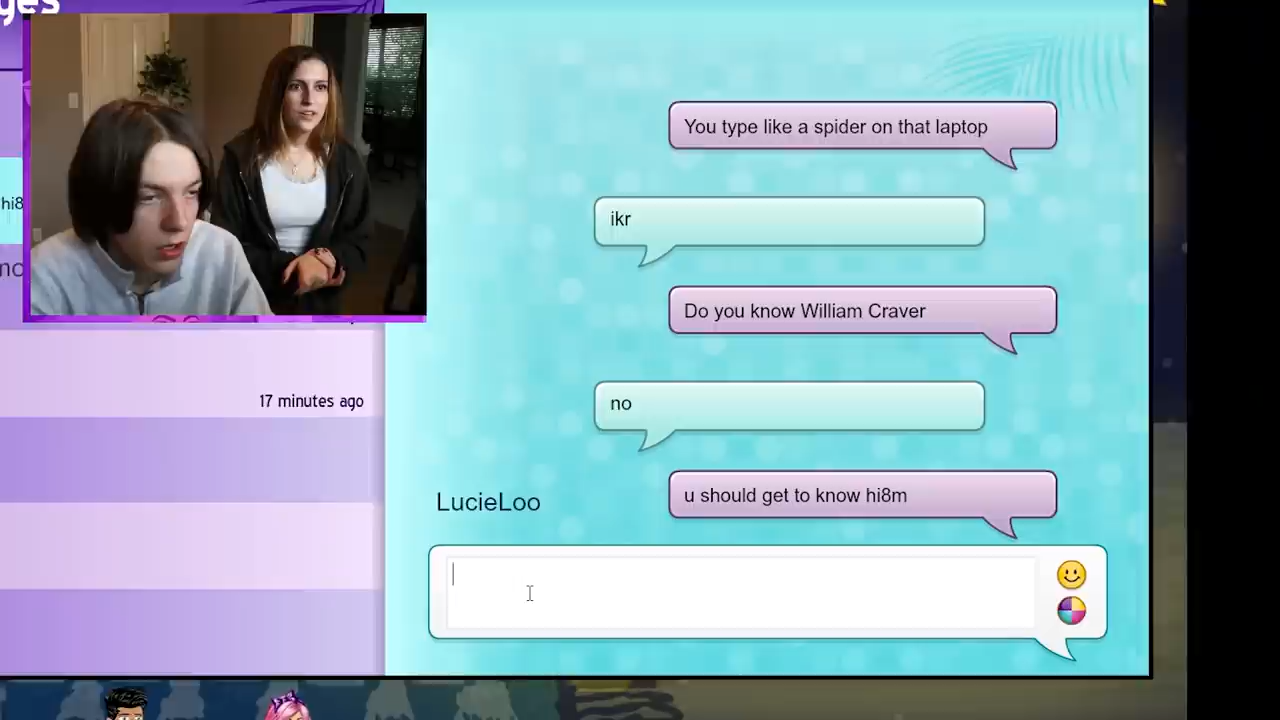 ges
You type like a spider on that laptop
ikr
hi8
Do you know William Craver
17 minutes ago
no
LucieLoo
u should get to know hi8m